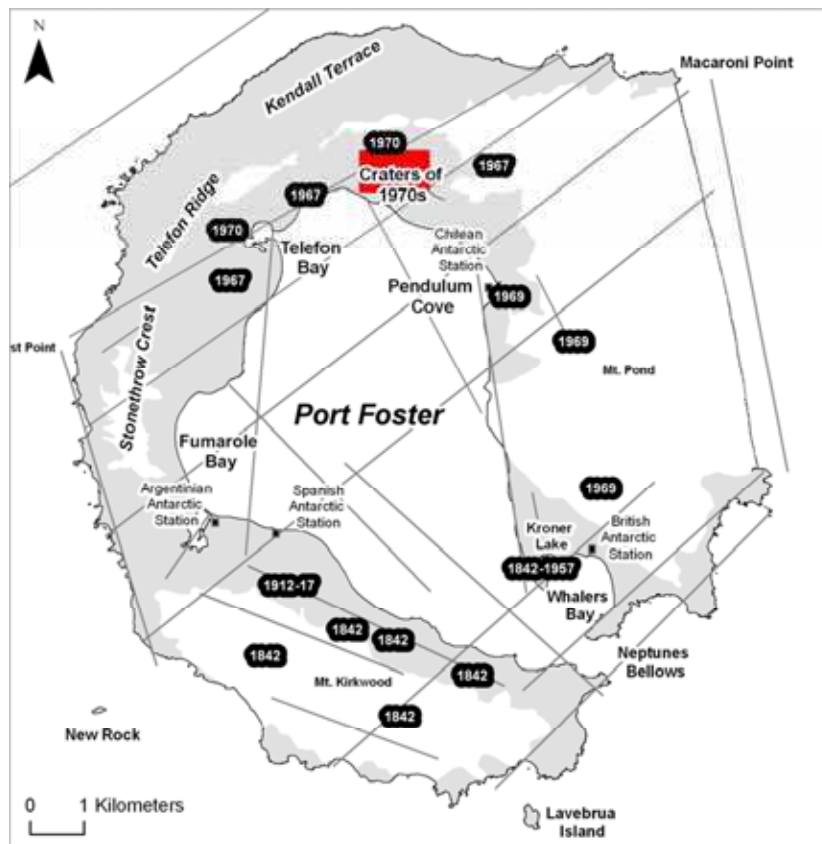 N
Kendall Terrace
Macaroni Point
1970
1967
Craters of
1970s
1967
Telefon Ridge
1970
Telefon
Bay
Chilean
Antarctic
Station
1967
Pendulum
Cove
1969
1969
st Point
Mt. Pond
Stonethrow Crest
Port Foster
Fumarole
Bay
Argentinian
Antarctic
Station
Spanish
Antarctic
Station
1969
Kroner
Lake
British
Antarctic
Station
1842-1957
1912-17
Whalers
Bay
1842
1842
1842
Neptunes
Bellows
Mt. Kirkwood
1842
1842
New Rock
0 1 Kilometers
Lavebrua
Island